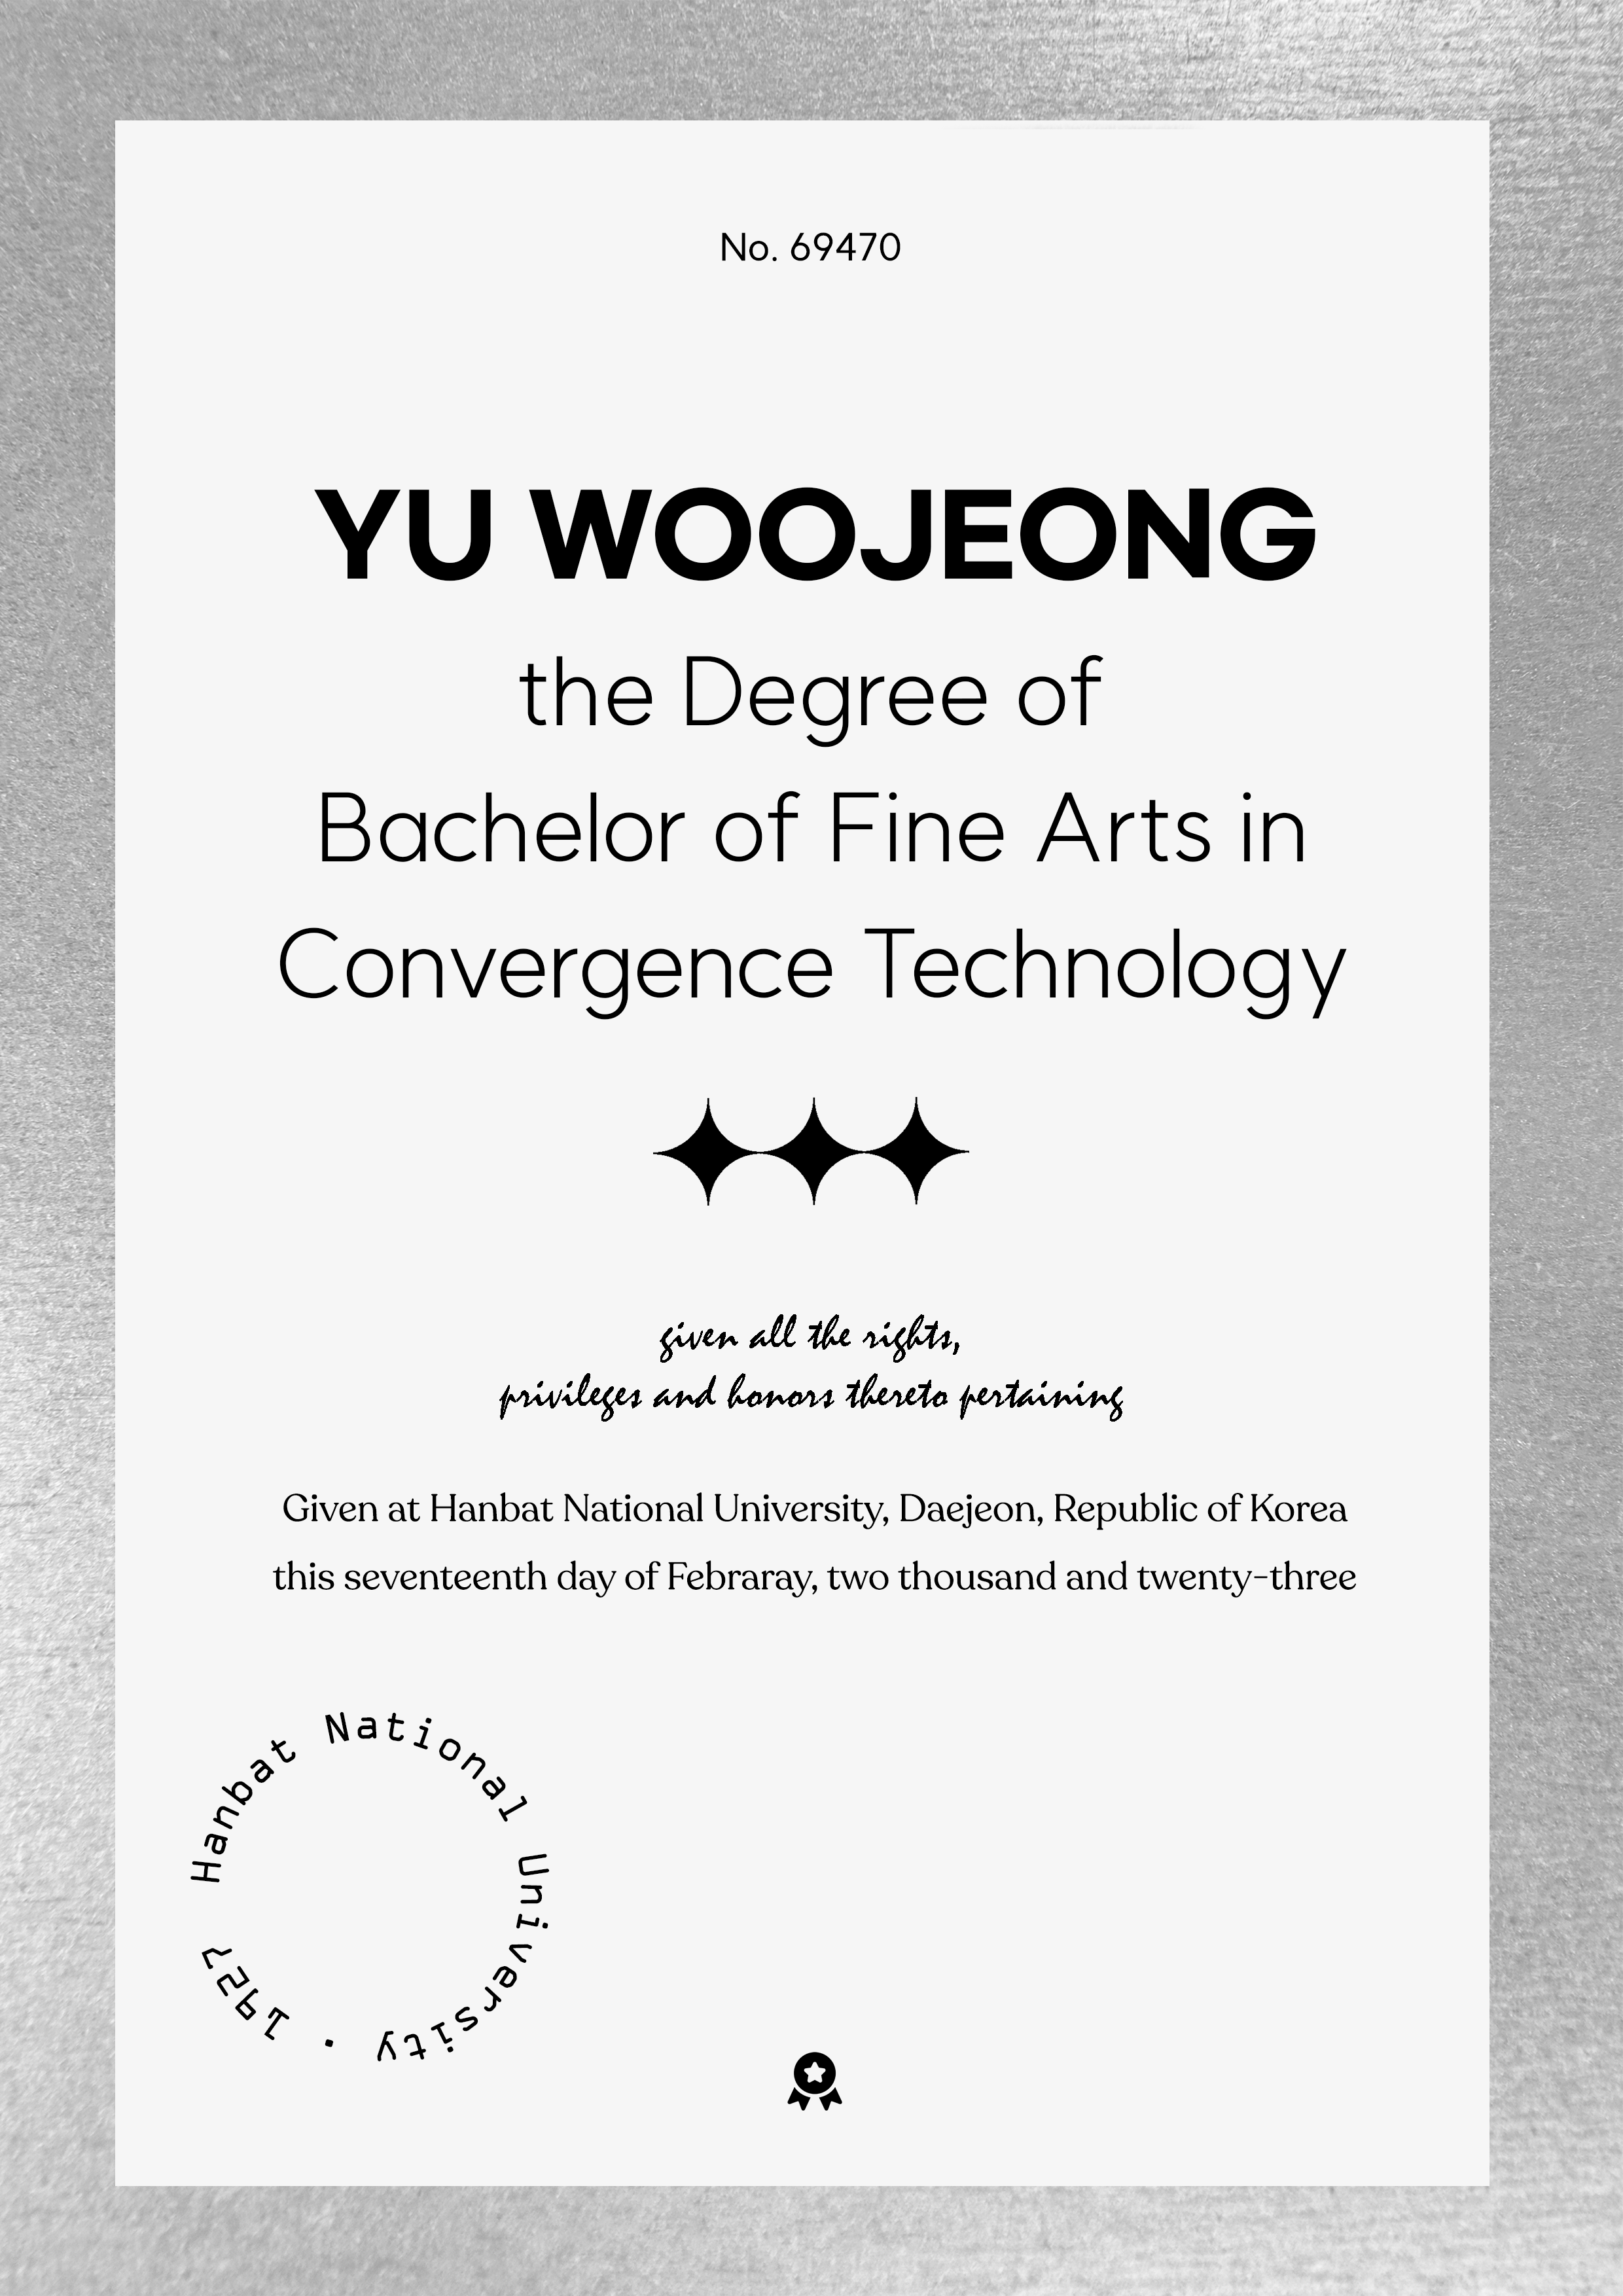 No. 69470
YU WOOJEONG
the Degree of
Bachelor of Fine Arts in
Convergence Technology
given all the rights,
privileges and honors thereto pertaining
Given at Hanbat National University, Daejeon, Republic of Korea
this seventeenth day of Febraray, two thousand and twenty-three
Hanbat National University · 1927